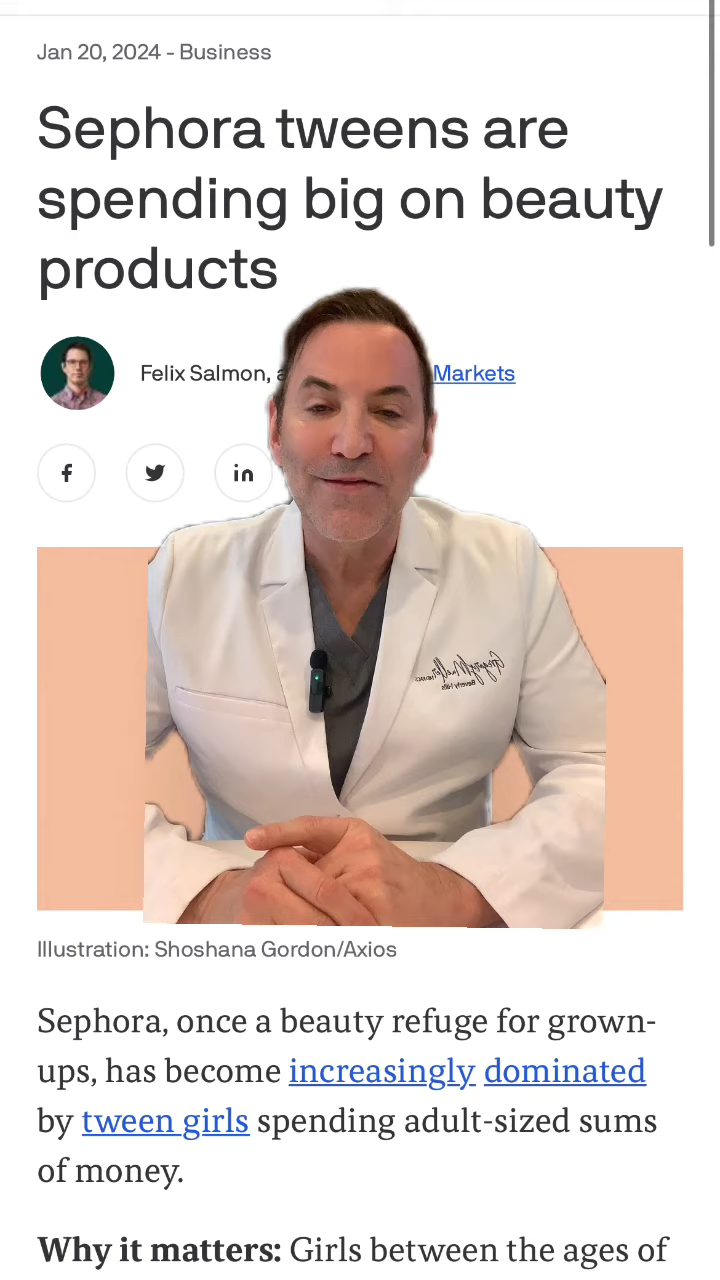 Jan 20, 2024 - Business
Sephora tweens are
spending big on beauty
products
Felix Salmon, Markets
Illustration: Shoshana Gordon/Axios
Sephora, once a beauty refuge for grown-
ups, has become increasingly dominated
by tween girls spending adult-sized sums
of money.
Why it matters: Girls between the ages of